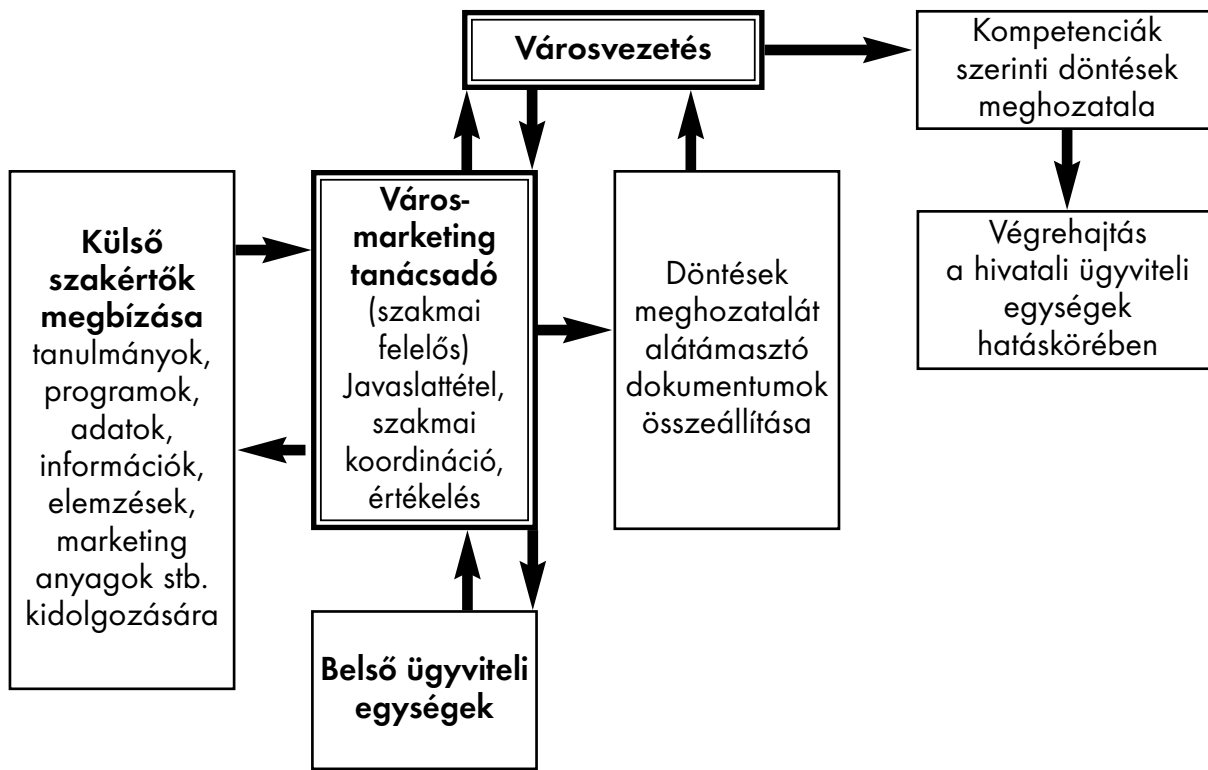 Városvezetés
Kompetenciák
szerinti döntések
meghozatala
Külső
szakértők
megbízása
tanulmányok,
programok,
adatok,
információk,
elemzések,
marketing
anyagok stb.
kidolgozására
Város-
marketing
tanácsadó
(szakmai
felelős)
Javaslattétel,
szakmai
koordináció,
értékelés
Döntések
meghozatalát
alátámasztó
dokumentumok
összeállítása
Végrehajtás
a hivatali ügyviteli
egységek
hatáskörében
Belső ügyviteli
egységek